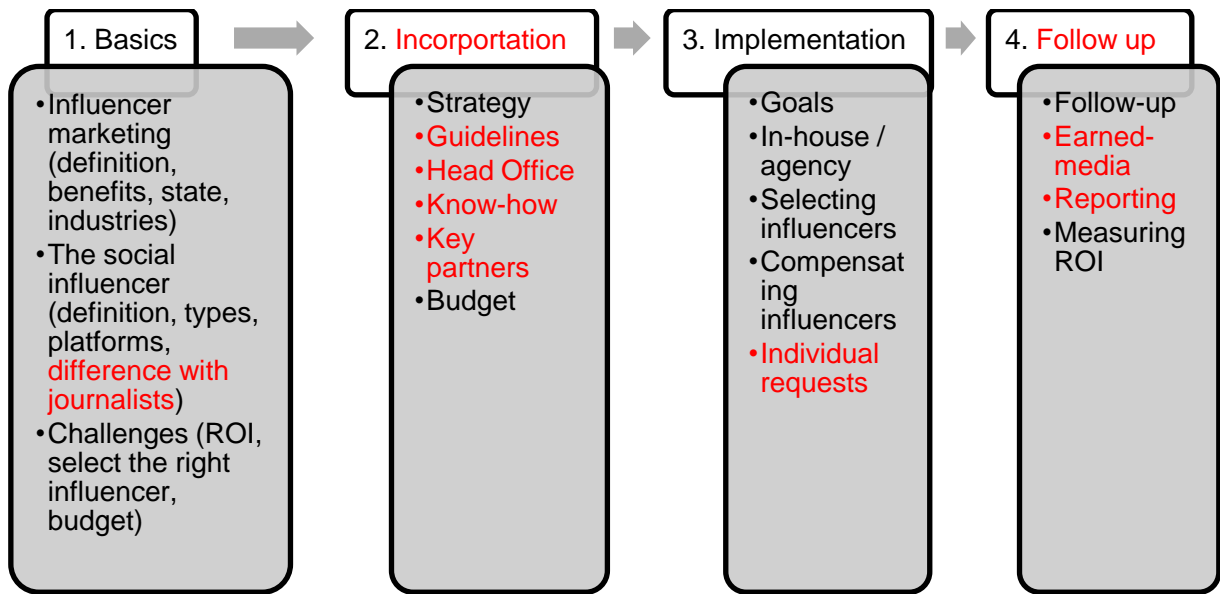 1. Basics
•Influencer
marketing
(definition,
benefits, state,
industries)
•The social
influencer
(definition, types,
platforms,
difference with
journalists)
•Challenges (ROI,
select the right
influencer,
budget)
2. Incorportation
•Strategy
•Guidelines
•Head Office
•Know-how
•Key
partners
•Budget
3. Implementation
•Goals
•In-house /
agency
•Selecting
influencers
•Compensat
ing
influencers
•Individual
requests
4. Follow up
•Follow-up
•Earned-
media
•Reporting
•Measuring
ROI